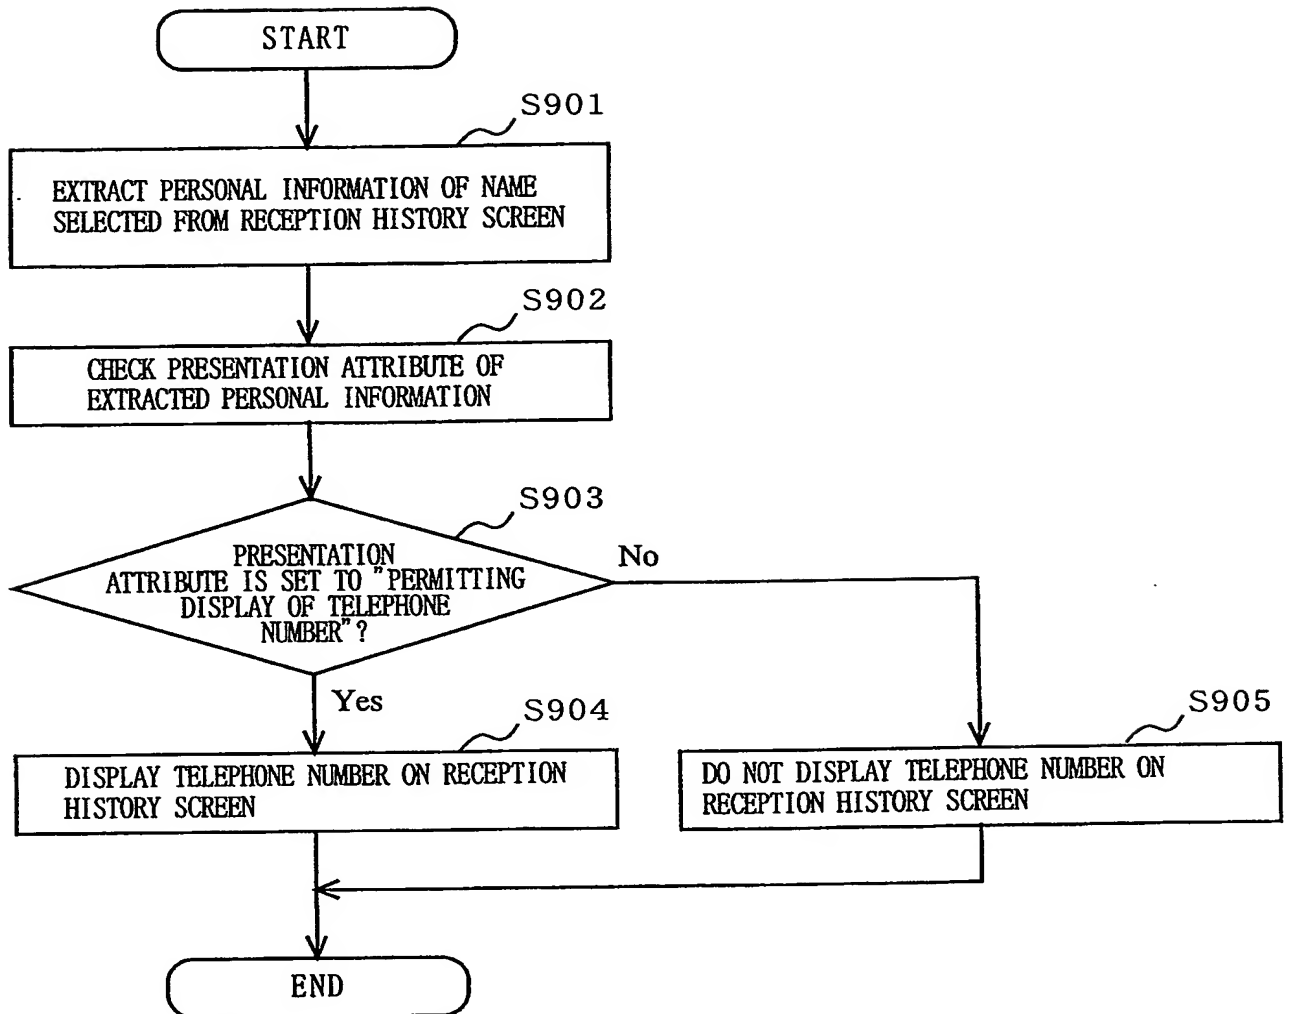 START
S901
EXTRACT PERSONAL INFORMATION OF NAME
SELECTED FROM RECEPTION HISTORY SCREEN
S902
CHECK PRESENTATION ATTRIBUTE OF
EXTRACTED PERSONAL INFORMATION
S903
PRESENTATION
ATTRIBUTE IS SET TO "PERMITTING
DISPLAY OF TELEPHONE
NUMBER"?
No
Yes
S904
DISPLAY TELEPHONE NUMBER ON RECEPTION
HISTORY SCREEN
S905
DO NOT DISPLAY TELEPHONE NUMBER ON
RECEPTION HISTORY SCREEN
END